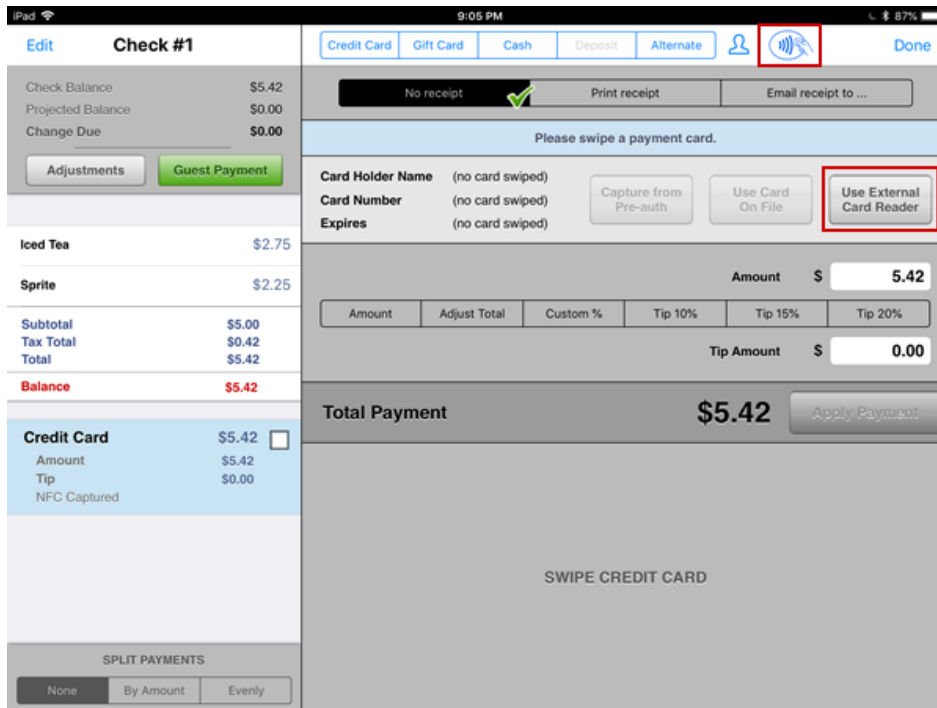 iPad 9:05 PM 87%
Edit Check #1 Credit Card Gift Card Cash Deposit Alternate Done
Check Balance $5.42
Projected Balance $0.00
Change Due $0.00
Adjustments Guest Payment
Iced Tea $2.75
Sprite $2.25
Subtotal $5.00
Tax Total $0.42
Total $5.42
Balance $5.42
Credit Card $5.42
Amount $5.42
Tip $0.00
NFC Captured
SPLIT PAYMENTS
None By Amount Evenly
No receipt Print receipt Email receipt to ...
Please swipe a payment card.
Card Holder Name (no card swiped)
Card Number (no card swiped)
Expires (no card swiped)
Capture from
Pre-auth
Use Card
On File
Use External
Card Reader
Amount $ 5.42
Amount Adjust Total Custom % Tip 10% Tip 15% Tip 20%
Tip Amount $ 0.00
Total Payment $5.42 Apply Payment
SWIPE CREDIT CARD